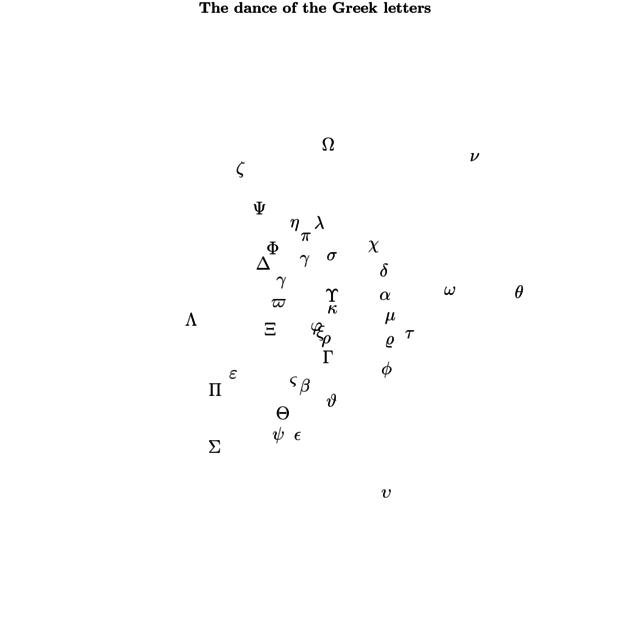 The dance of the Greek letters
Ω
ν
ζ
Ψ
η λ
π
Φ χ
Δ γ σ
δ
γ
ϖ ϒ α ω θ
κ
Λ μ
Ξ φ ξ τ
ρ ϱ
Γ
ε ϕ
Π ς β
ϑ
Θ
ψ ϵ
Σ
υ